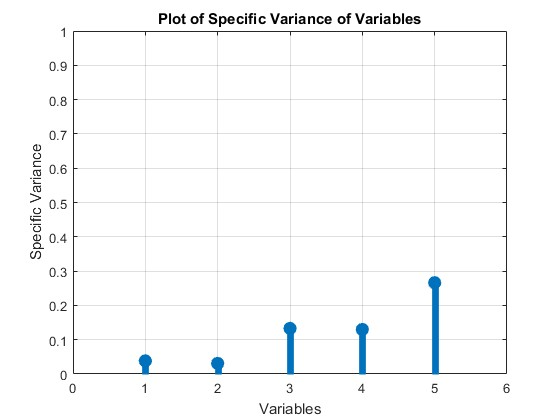 Plot of Specific Variance of Variables
1
0.9
0.8
0.7
0.6
0.5
0.4
0.3
0.2
0.1
0
Specific Variance
0 1 2 3 4 5 6
Variables